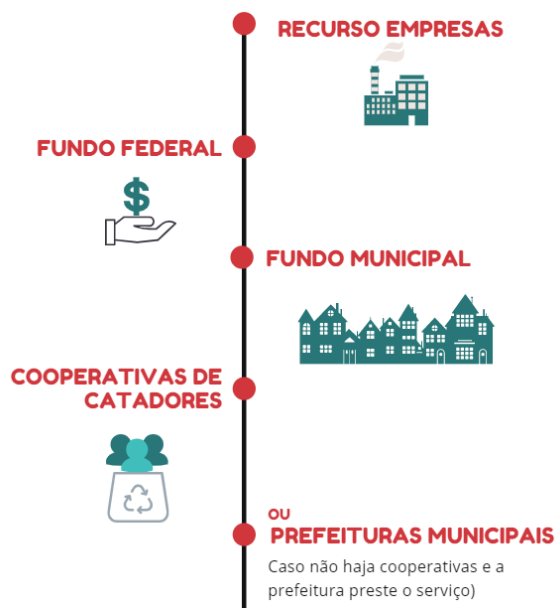 RECURSO EMPRESAS
FUNDO FEDERAL
$
FUNDO MUNICIPAL
COOPERATIVAS DE
CATADORES
OU
PREFEITURAS MUNICIPAIS
Caso não haja cooperativas e a
prefeitura preste o serviço)